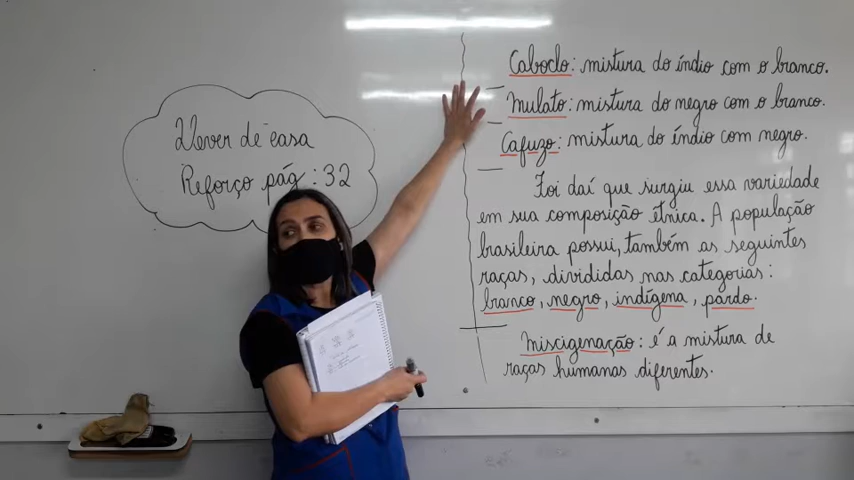 Dever de casa
Reforço pág: 32
Caboclo: mistura do índio com o branco.
Mulato: mistura do negro com o branco.
Cafuzo: mistura do índio com negro.
Foi daí que surgiu essa variedade
em sua composição étnica. A população
brasileira possui, também as seguintes
raças, divididas nas categorias:
branco, negro, indígena, pardo.
Miscigenação: é a mistura de
raças humanas diferentes.